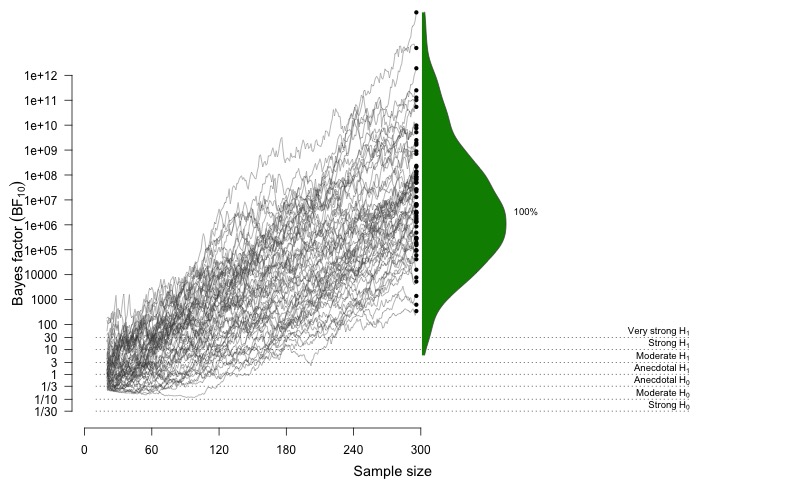 1e+12
1e+11
1e+10
1e+09
1e+08
1e+07
1e+06
1e+05
10000
1000
100
30
10
3
1
1/3
1/10
1/30
Bayes factor (BF₁₀)
100%
Very strong H₁
Strong H₁
Moderate H₁
Anecdotal H₁
Anecdotal H₀
Moderate H₀
Strong H₀
0 60 120 180 240 300
Sample size